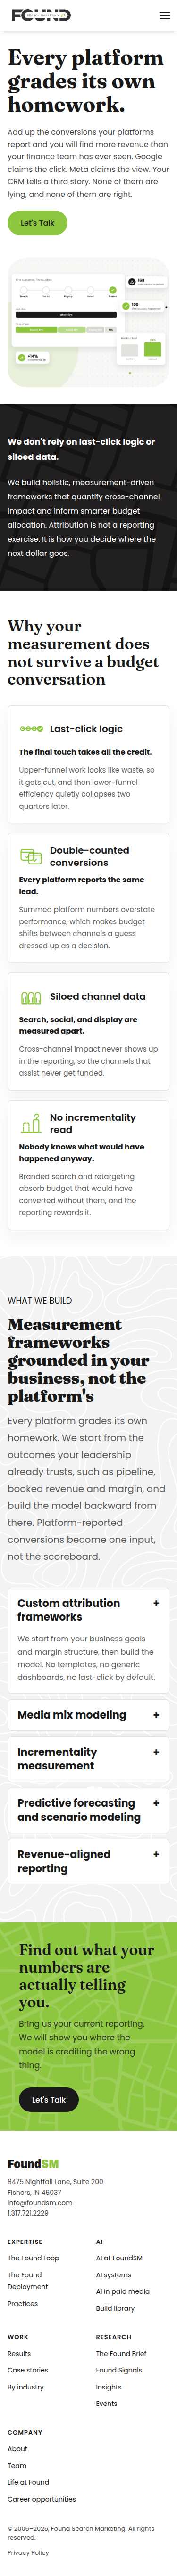 FOUND
Every platform
grades its own
homework.
Add up the conversions your platforms
report and you will find more revenue than
your finance team has ever seen. Google
claims the click. Meta claims the view. Your
CRM tells a third story. None of them are
lying, and none of them are right.
Let's Talk
We don't rely on last-click logic or
siloed data.
We build holistic, measurement-driven
frameworks that quantify cross-channel
impact and inform smarter budget
allocation. Attribution is not a reporting
exercise. It is how you decide where the
next dollar goes.
Why your
measurement does
not survive a budget
conversation
Last-click logic
The final touch takes all the credit.
Upper-funnel work looks like waste, so
it gets cut, and then lower-funnel
efficiency quietly collapses two
quarters later.
Double-counted
conversions
Every platform reports the same
lead.
Summed platform numbers overstate
performance, which makes budget
shifts between channels a guess
dressed up as a decision.
Siloed channel data
Search, social, and display are
measured apart.
Cross-channel impact never shows up
in the reporting, so the channels that
assist never get funded.
No incrementality
read
Nobody knows what would have
happened anyway.
Branded search and retargeting
absorb budget that would have
converted without them, and the
reporting rewards it.
WHAT WE BUILD
Measurement
frameworks
grounded in your
business, not the
platform's
Every platform grades its own
homework. We start from the
outcomes your leadership
already trusts, such as pipeline,
booked revenue and margin, and
build the model backward from
there. Platform-reported
conversions become one input,
not the scoreboard.
Custom attribution +
frameworks
We start from your business goals
and margin structure, then build the
model. No templates, no generic
dashboards, no last-click by default.
Media mix modeling +
Incrementality +
measurement
Predictive forecasting +
and scenario modeling
Revenue-aligned +
reporting
Find out what your
numbers are
actually telling
you.
Bring us your current reporting.
We will show you where the
model is crediting the wrong
thing.
Let's Talk
FoundSM
8475 Nightfall Lane, Suite 200
Fishers, IN 46037
info@foundsm.com
1.317.721.2229
EXPERTISE
The Found Loop
The Found
Deployment
Practices
AI
AI at FoundSM
AI systems
AI in paid media
Build library
WORK
Results
Case stories
By industry
RESEARCH
The Found Brief
Found Signals
Insights
Events
COMPANY
About
Team
Life at Found
Career opportunities
© 2006–2026, Found Search Marketing. All rights
reserved.
Privacy Policy